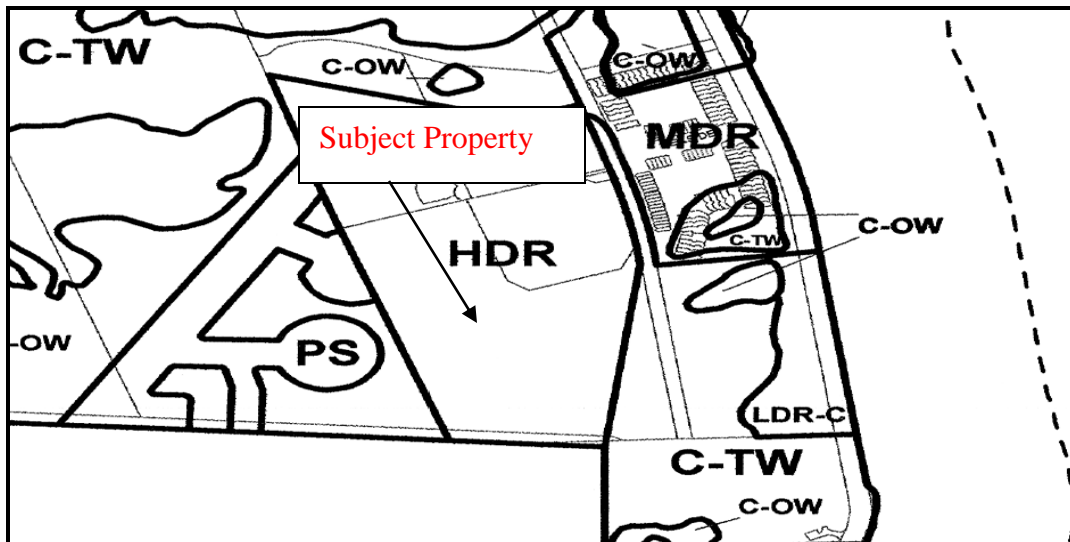 C-TW
C-OW
C-OW
Subject Property
MDR
C-TW
C-OW
HDR
-OW
PS
LDR-C
C-TW
C-OW